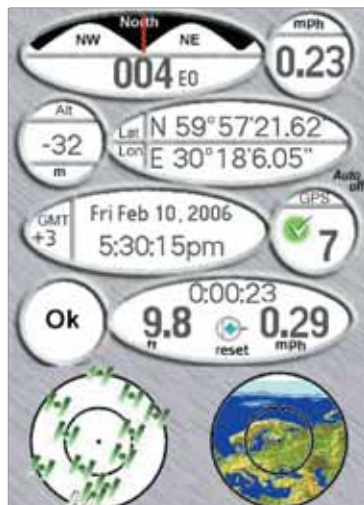 North
NW NE
004 E0
mph
0.23
Alt
-32
m
Lat N 59°57'21.62"
Lon E 30°18'6.05"
Auto off
GMT +3
Fri Feb 10, 2006
5:30:15pm
GPS
7
Ok
0:00:23
9.8 ft
reset
0.29 mph